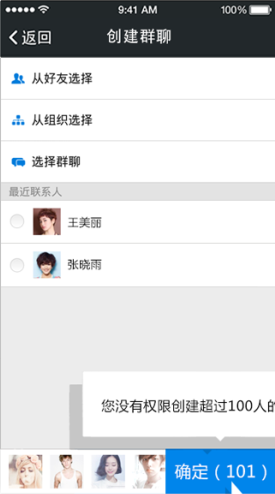 9:41 AM 100%
返回 创建群聊
从好友选择
从组织选择
选择群聊
最近联系人
王美丽
张晓雨
您没有权限创建超过100人的
确定（101）